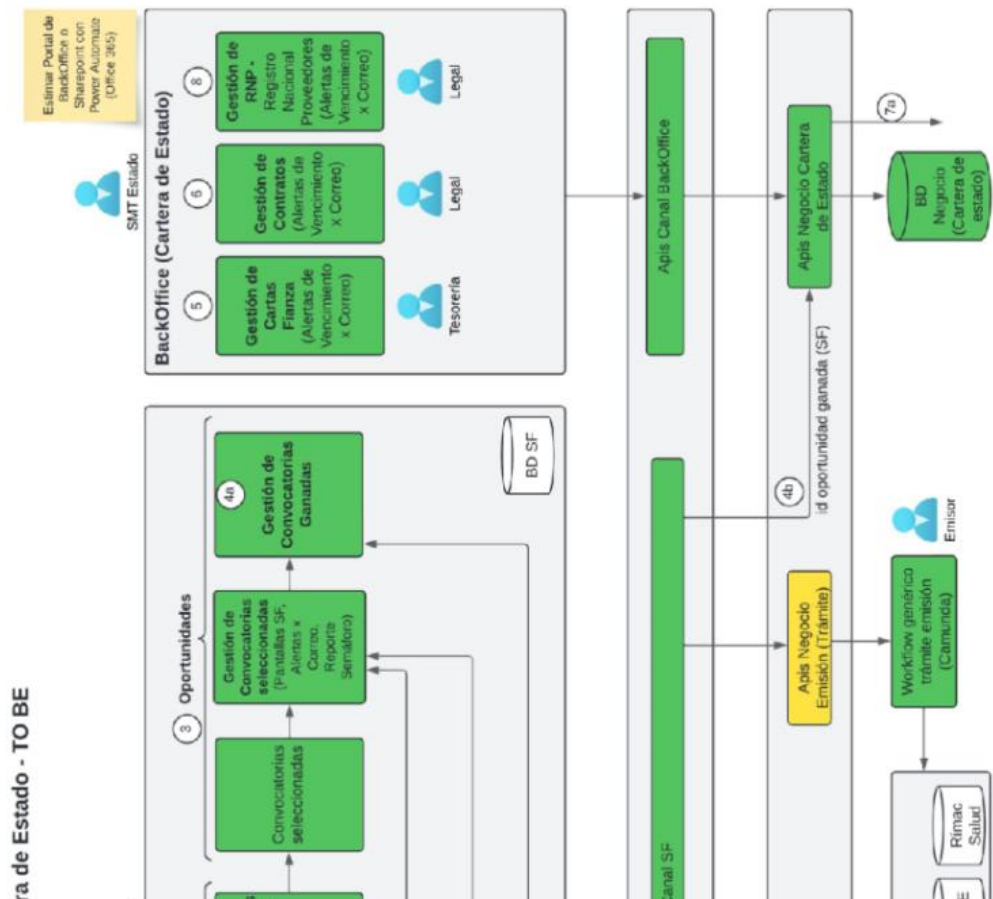 ra de Estado - TO BE
Estimar Portal de
BackOffice o
Sharepoint con
Power Automate
(Office 365)
SMT Estado
BackOffice (Cartera de Estado)
5
Gestión de
Cartas
Fianza
(Alertas de
Vencimiento
x Correo)
Tesorería
6
Gestión de
Contratos
(Alertas de
Vencimiento
x Correo)
Legal
8
Gestión de
RNP -
Registro
Nacional
Proveedores
(Alertas de
Vencimiento
x Correo)
Legal
3
Oportunidades
Convocatorias
seleccionadas
Gestión de
Convocatorias
seleccionadas
(Pantallas SF,
Alertas x
Correo,
Reporte
Semáforo)
4a
Gestión de
Convocatorias
Ganadas
BD SF
Canal SF
Apis Canal BackOffice
Apis Negocio
Emisión (Trámite)
4b
id oportunidad ganada (SF)
Apis Negocio Cartera
de Estado
7a
Workflow genérico
trámite emisión
(Camunda)
Emisor
BD
Negocio
(Cartera de
estado)
Rimac
Salud